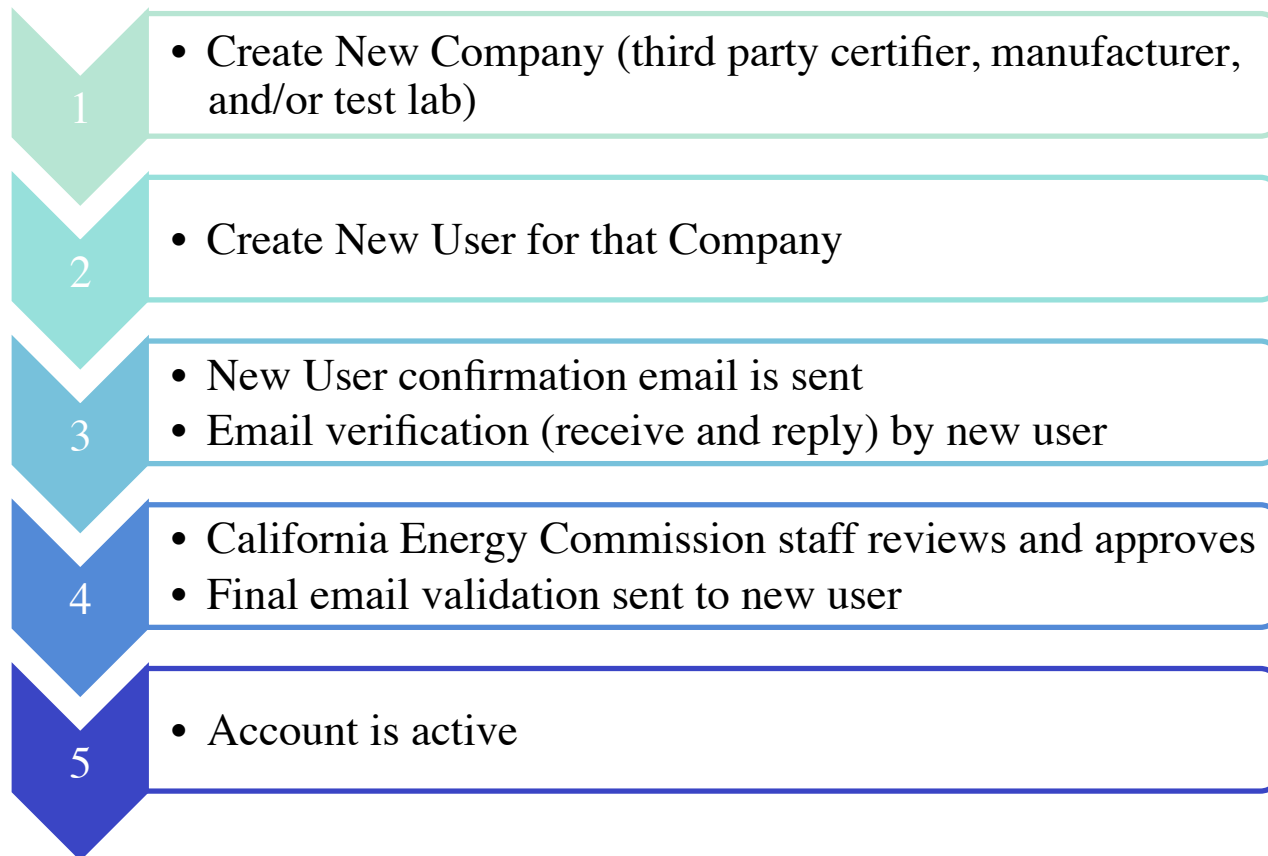 1
• Create New Company (third party certifier, manufacturer,
and/or test lab)
2
• Create New User for that Company
3
• New User confirmation email is sent
• Email verification (receive and reply) by new user
4
• California Energy Commission staff reviews and approves
• Final email validation sent to new user
5
• Account is active